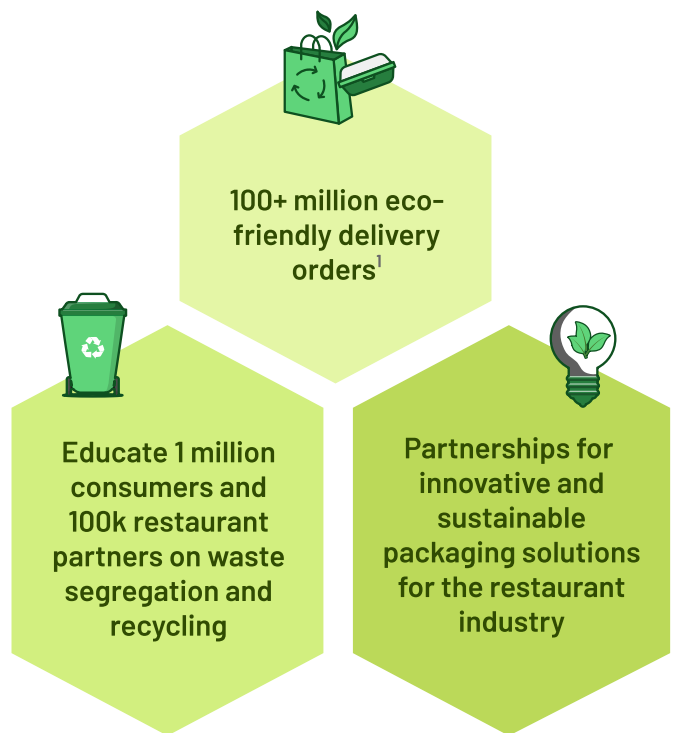 100+ million eco-
friendly delivery
orders¹
Educate 1 million
consumers and
100k restaurant
partners on waste
segregation and
recycling
Partnerships for
innovative and
sustainable
packaging solutions
for the restaurant
industry